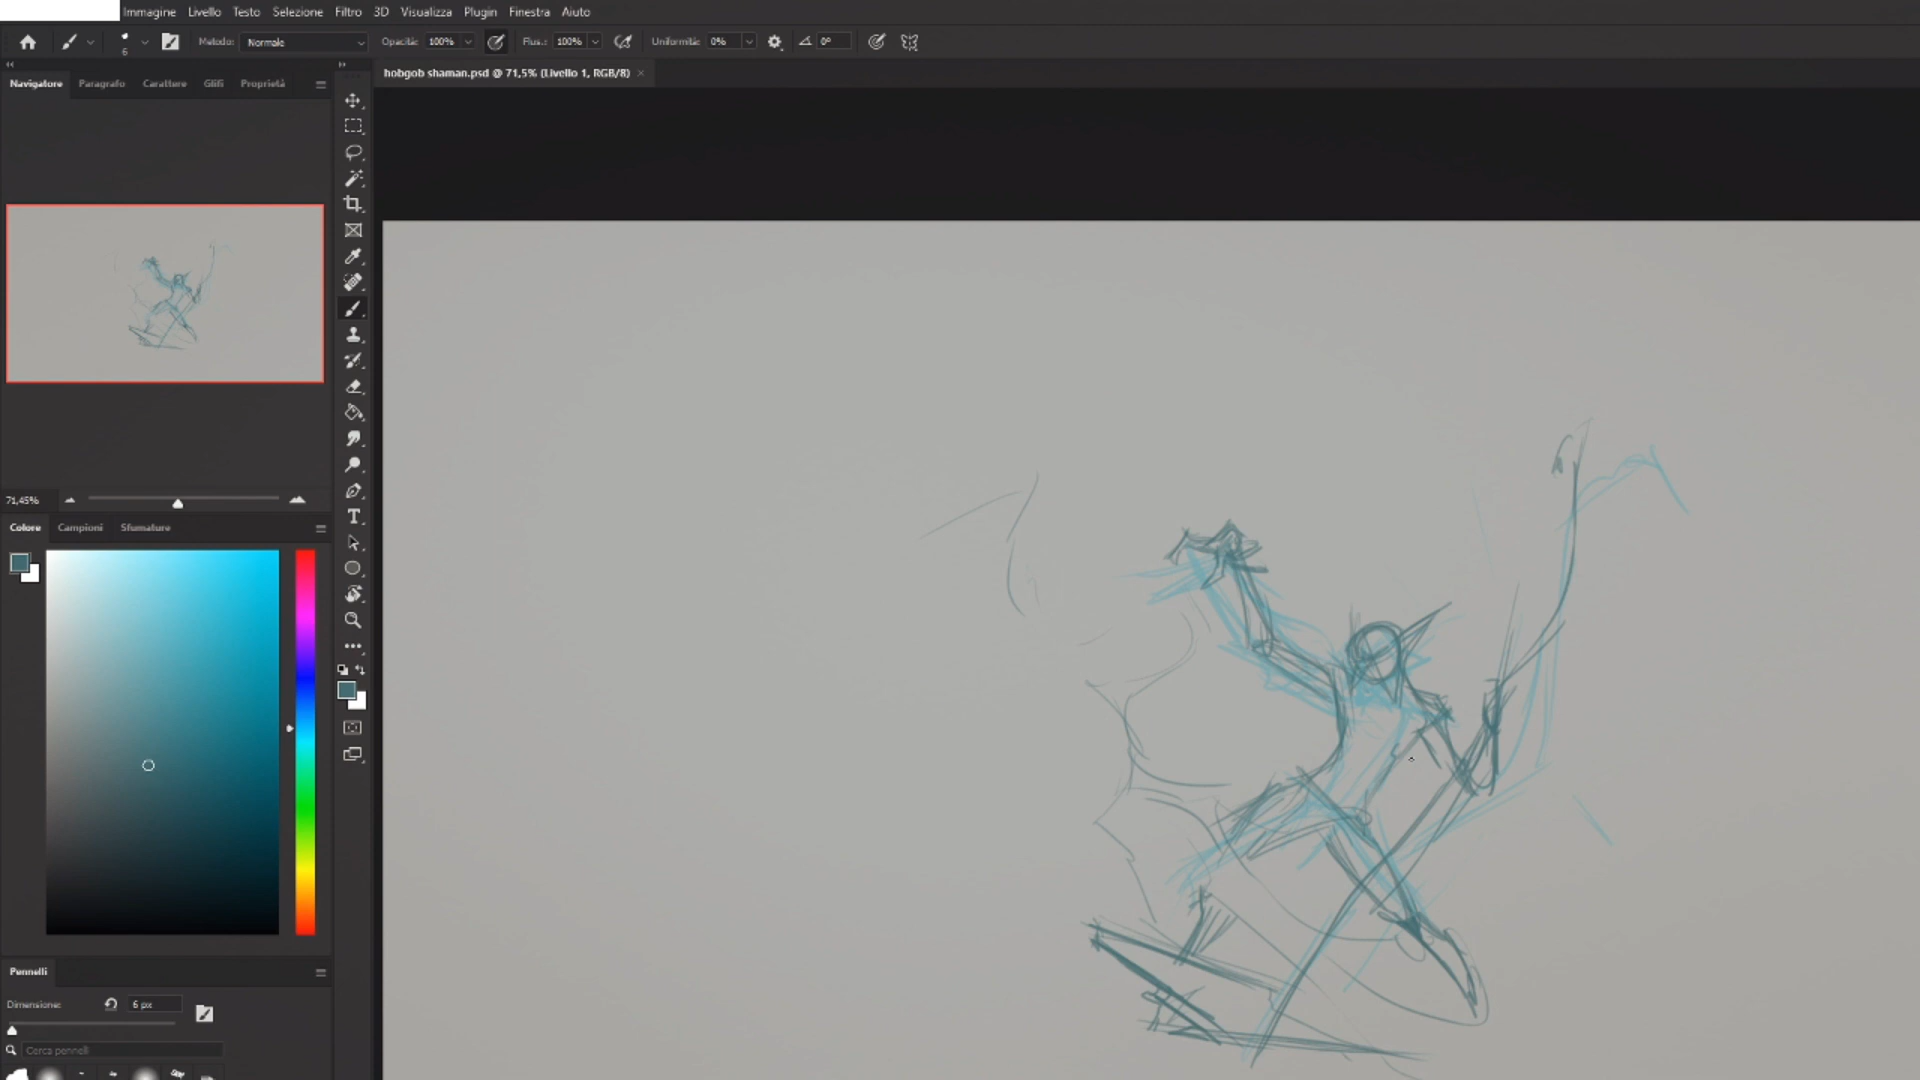 Immagine Livello Testo Selezione Filtro 3D Visualizza Plugin Finestra Aiuto
6 Metodo: Normale Opacità: 100% Flus.: 100% Uniformità: 0% 0°
hobgob shaman.psd @ 71,5% (Livello 1, RGB/8) ×
Navigatore Paragrafo Carattere Glifi Proprietà
71,45%
Colore Campioni Sfumature
Pennelli
Dimensione: 6 px
Cerca pennelli